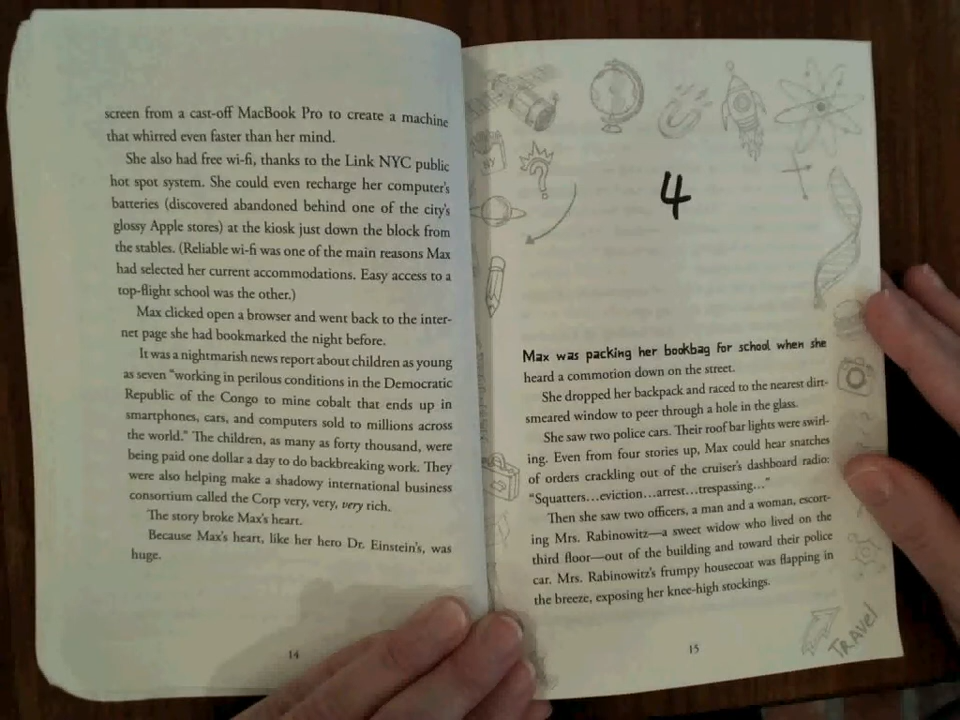 screen from a cast-off MacBook Pro to create a machine
that whirred even faster than her mind.
She also had free wi-fi, thanks to the Link NYC public
hot spot system. She could even recharge her computer's
batteries (discovered abandoned behind one of the city's
glossy Apple stores) at the kiosk just down the block from
the stables. (Reliable wi-fi was one of the main reasons Max
had selected her current accommodations. Easy access to a
top-flight school was the other.)
Max clicked open a browser and went back to the inter-
net page she had bookmarked the night before.
It was a nightmarish news report about children as young
as seven “working in perilous conditions in the Democratic
Republic of the Congo to mine cobalt that ends up in
smartphones, cars, and computers sold to millions across
the world.” The children, as many as forty thousand, were
being paid one dollar a day to do backbreaking work. They
were also helping make a shadowy international business
consortium called the Corp very, very, very rich.
The story broke Max's heart.
Because Max's heart, like her hero Dr. Einstein's, was
huge.
14
NY
4
Max was packing her bookbag for school when she
heard a commotion down on the street.
She dropped her backpack and raced to the nearest dirt-
smeared window to peer through a hole in the glass.
She saw two police cars. Their roof bar lights were swirl-
ing. Even from four stories up, Max could hear snatches
of orders crackling out of the cruiser's dashboard radio:
“Squatters...eviction...arrest...trespassing...”
Then she saw two officers, a man and a woman, escort-
ing Mrs. Rabinowitz—a sweet widow who lived on the
third floor—out of the building and toward their police
car. Mrs. Rabinowitz's frumpy housecoat was flapping in
the breeze, exposing her knee-high stockings.
15
TRAVEL